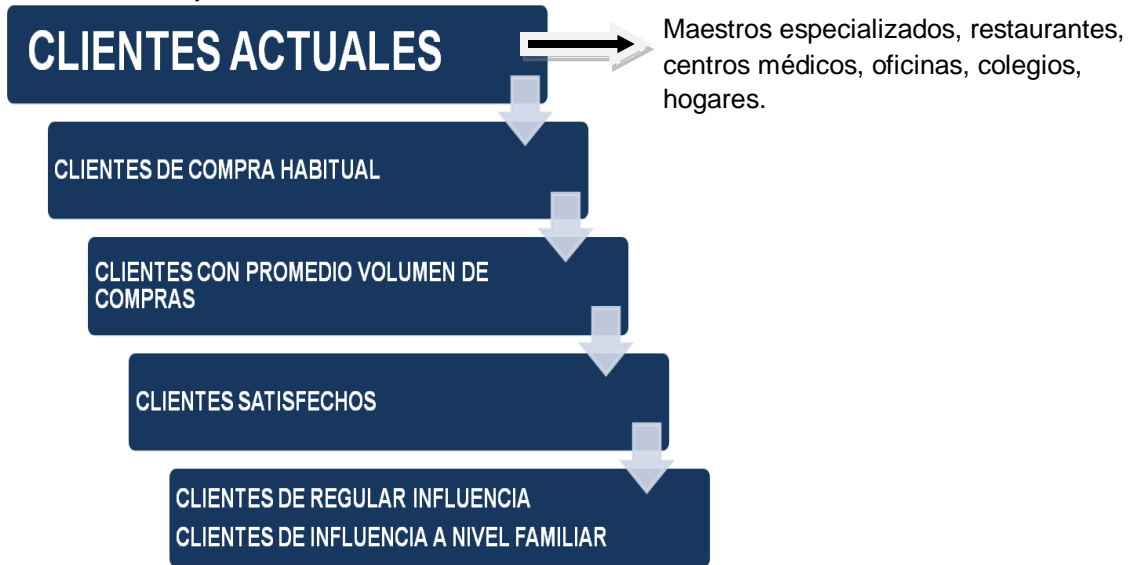 CLIENTES ACTUALES
Maestros especializados, restaurantes,
centros médicos, oficinas, colegios,
hogares.
CLIENTES DE COMPRA HABITUAL
CLIENTES CON PROMEDIO VOLUMEN DE
COMPRAS
CLIENTES SATISFECHOS
CLIENTES DE REGULAR INFLUENCIA
CLIENTES DE INFLUENCIA A NIVEL FAMILIAR